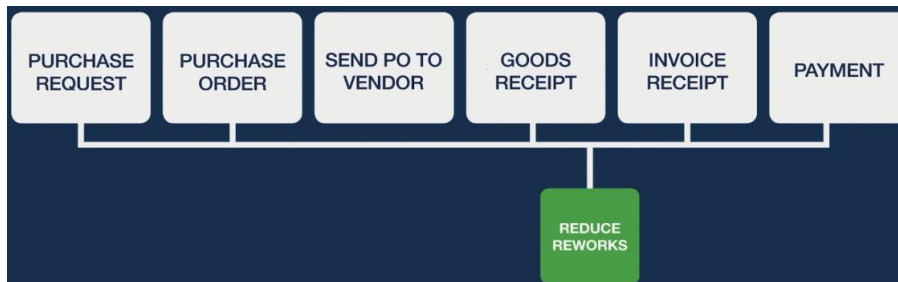 PURCHASE
REQUEST
PURCHASE
ORDER
SEND PO TO
VENDOR
GOODS
RECEIPT
INVOICE
RECEIPT
PAYMENT
REDUCE
REWORKS